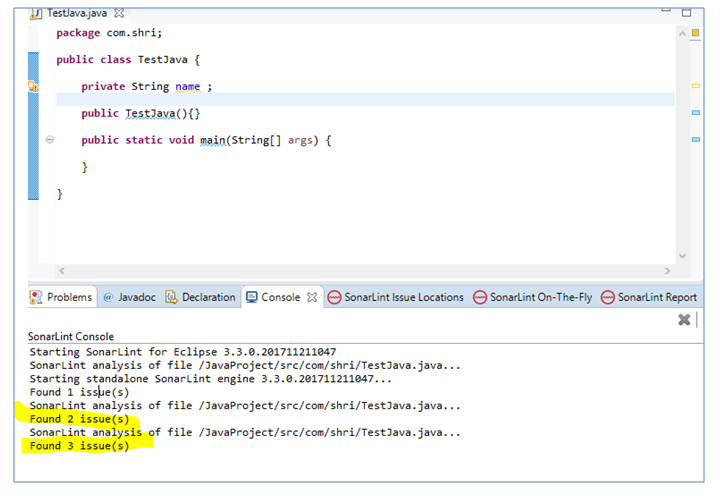 TestJava.java
package com.shri;
public class TestJava {
private String name ;
public TestJava(){}
public static void main(String[] args) {
}
}
Problems @ Javadoc Declaration Console SonarLint Issue Locations SonarLint On-The-Fly SonarLint Report
SonarLint Console
Starting SonarLint for Eclipse 3.3.0.201711211047
SonarLint analysis of file /JavaProject/src/com/shri/TestJava.java...
Starting standalone SonarLint engine 3.3.0.201711211047...
Found 1 issue(s)
SonarLint analysis of file /JavaProject/src/com/shri/TestJava.java...
Found 2 issue(s)
SonarLint analysis of file /JavaProject/src/com/shri/TestJava.java...
Found 3 issue(s)